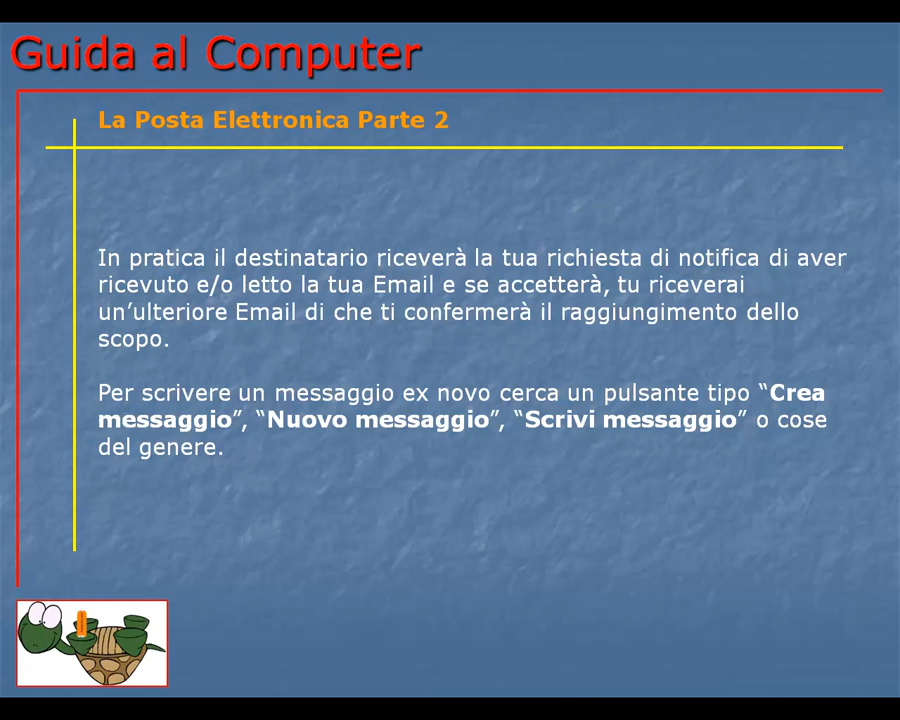 Guida al Computer
La Posta Elettronica Parte 2
In pratica il destinatario riceverà la tua richiesta di notifica di aver
ricevuto e/o letto la tua Email e se accetterà, tu riceverai
un’ulteriore Email di che ti confermerà il raggiungimento dello
scopo.
Per scrivere un messaggio ex novo cerca un pulsante tipo “Crea
messaggio”, “Nuovo messaggio”, “Scrivi messaggio” o cose
del genere.